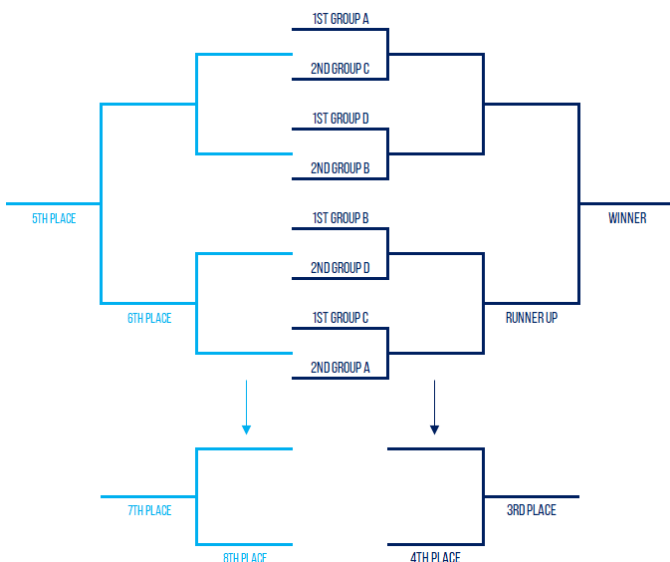 1ST GROUP A
2ND GROUP C
1ST GROUP D
2ND GROUP B
5TH PLACE
1ST GROUP B
WINNER
2ND GROUP D
6TH PLACE
1ST GROUP C
RUNNER UP
2ND GROUP A
7TH PLACE
3RD PLACE
8TH PLACE
4TH PLACE